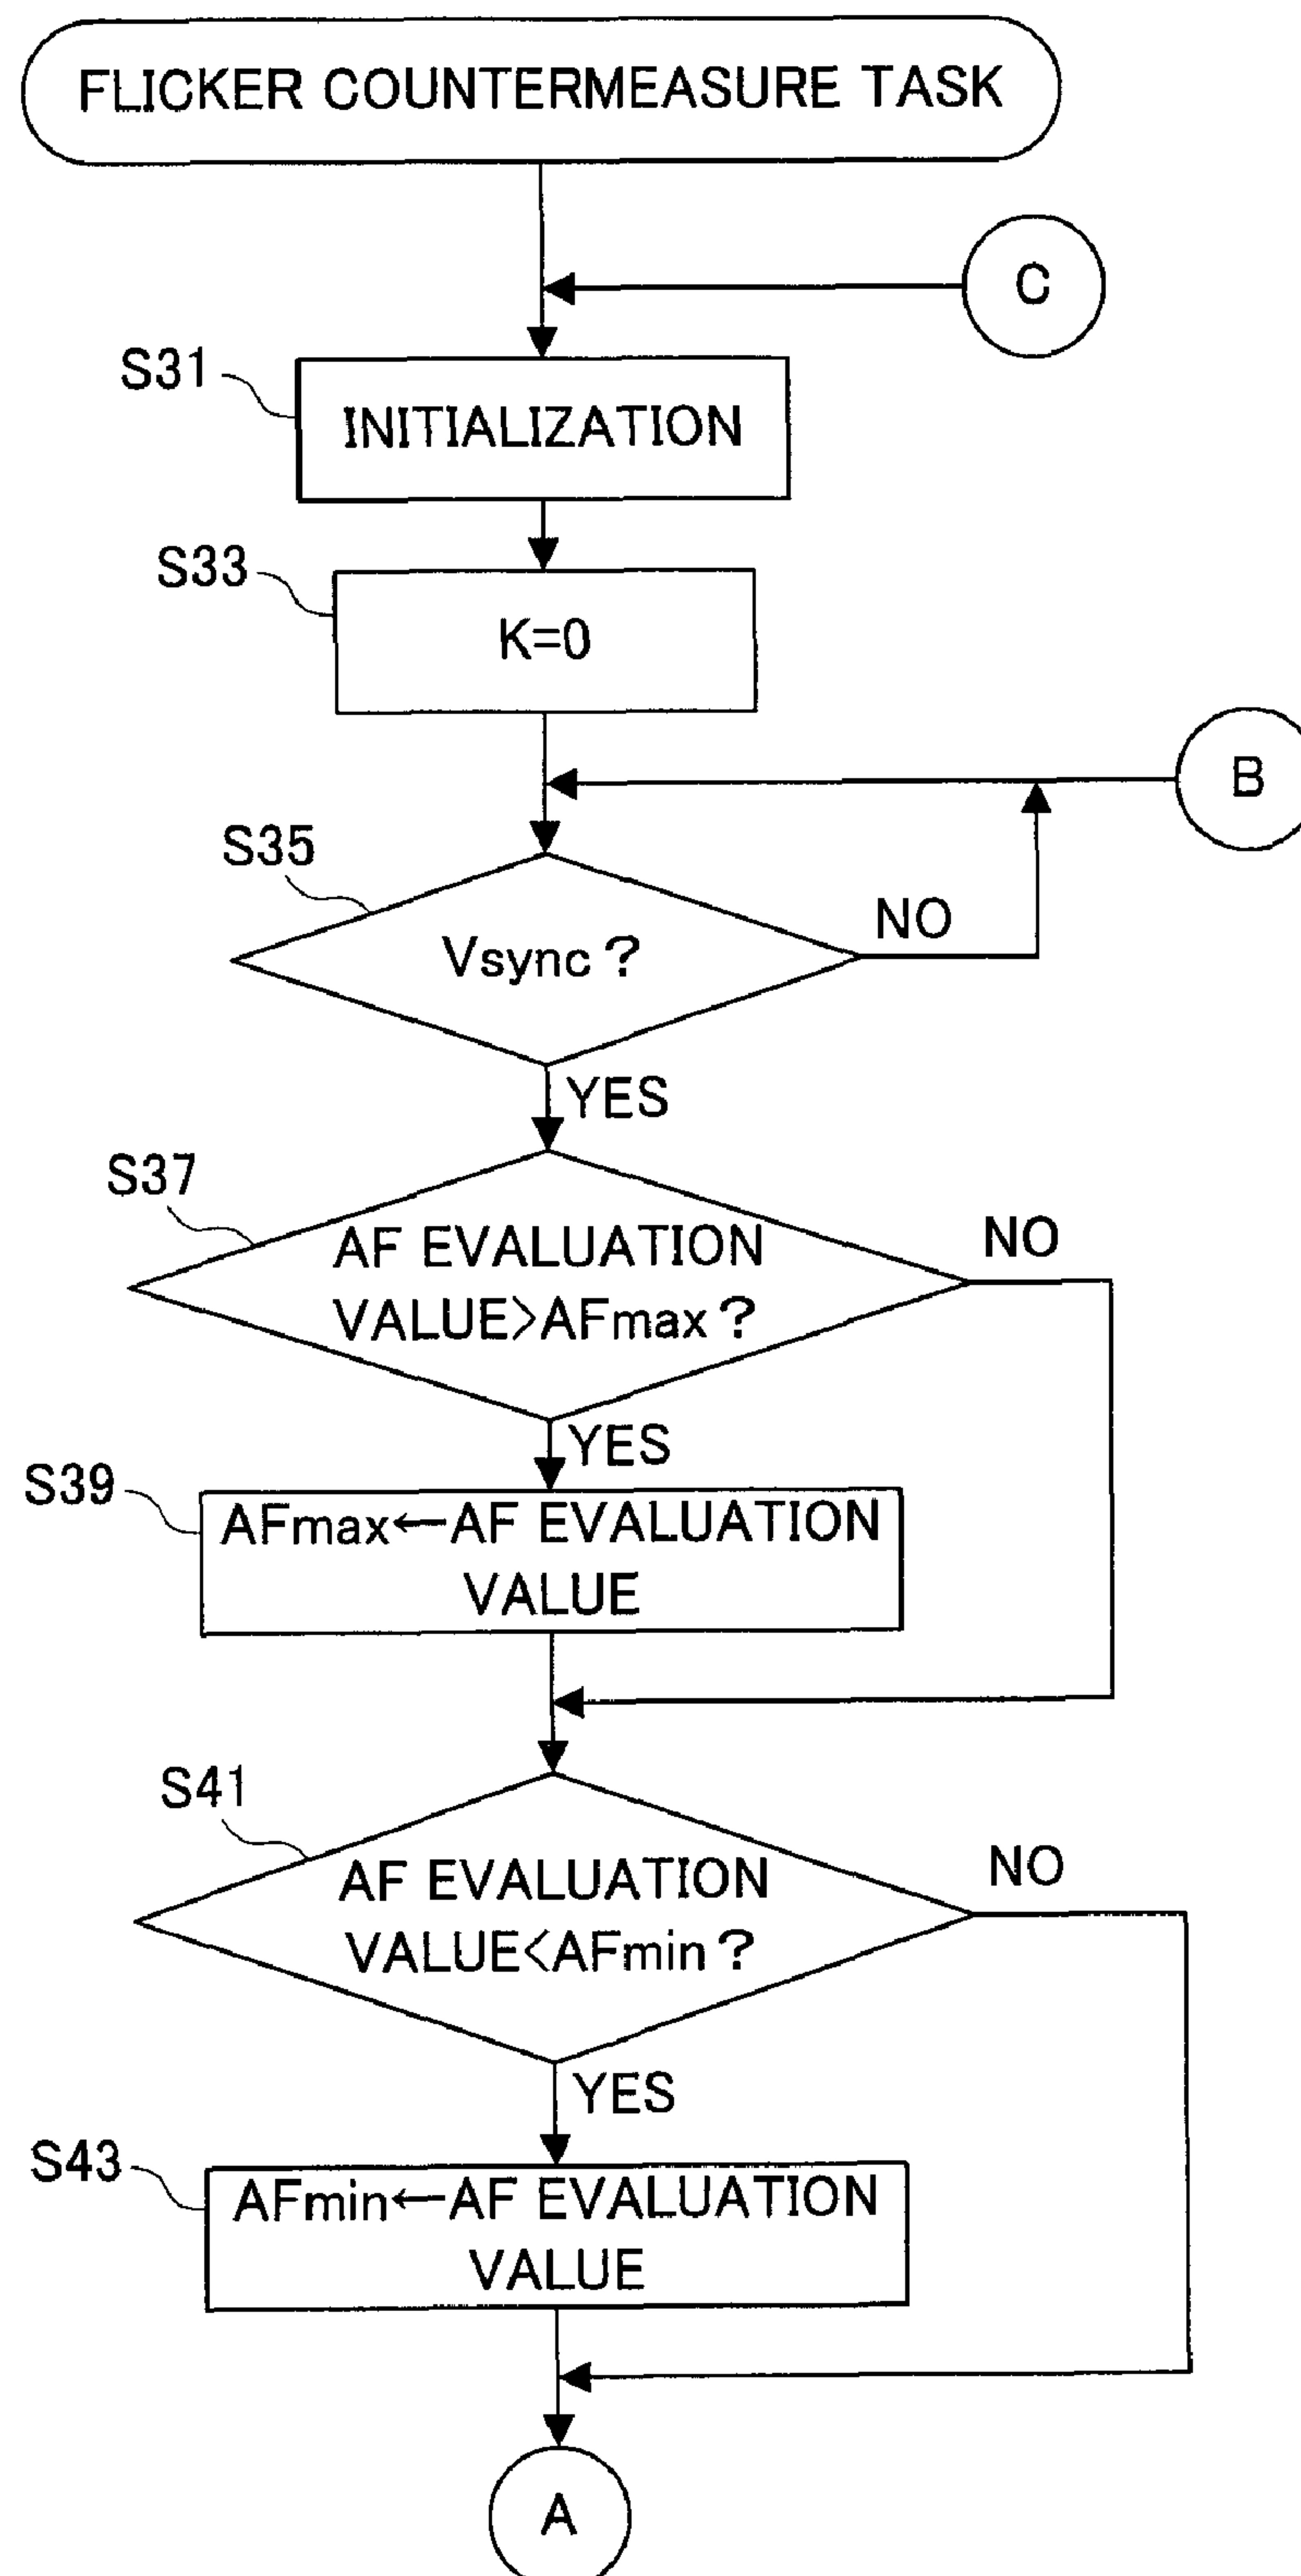 FLICKER COUNTERMEASURE TASK
C
S31
INITIALIZATION
S33
K=0
B
S35
Vsync ?
NO
YES
S37
AF EVALUATION
VALUE>AFmax ?
NO
YES
S39
AFmax←AF EVALUATION
VALUE
S41
AF EVALUATION
VALUE<AFmin ?
NO
YES
S43
AFmin←AF EVALUATION
VALUE
A